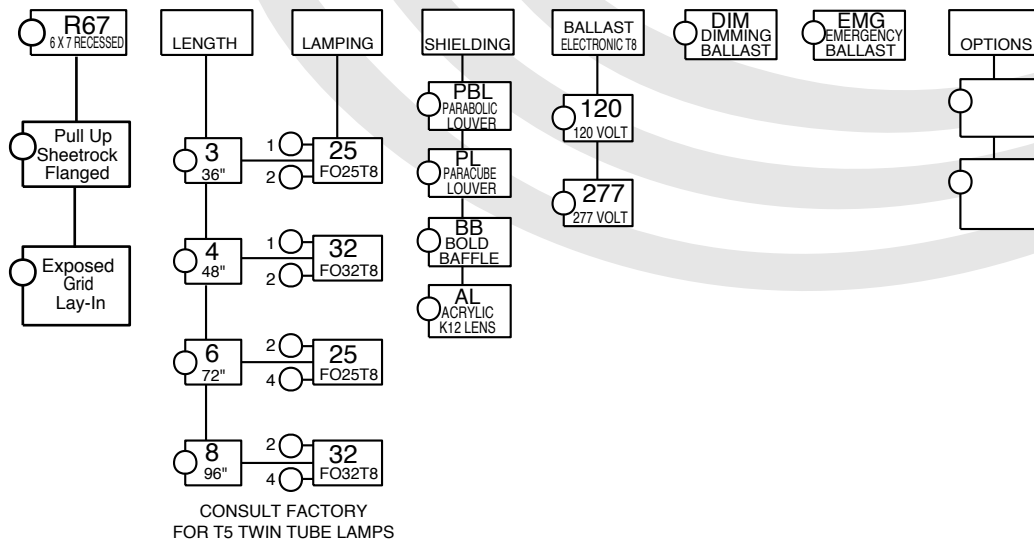 R67
6 X 7 RECESSED
Pull Up
Sheetrock
Flanged
Exposed
Grid
Lay-In
LENGTH
3
36"
4
48"
6
72"
8
96"
LAMPING
1
2
25
FO25T8
1
2
32
FO32T8
2
4
25
FO25T8
2
4
32
FO32T8
CONSULT FACTORY
FOR T5 TWIN TUBE LAMPS
SHIELDING
PBL
PARABOLIC
LOUVER
PL
PARACUBE
LOUVER
BB
BOLD
BAFFLE
AL
ACRYLIC
K12 LENS
BALLAST
ELECTRONIC T8
120
120 VOLT
277
277 VOLT
DIM
DIMMING
BALLAST
EMG
EMERGENCY
BALLAST
OPTIONS